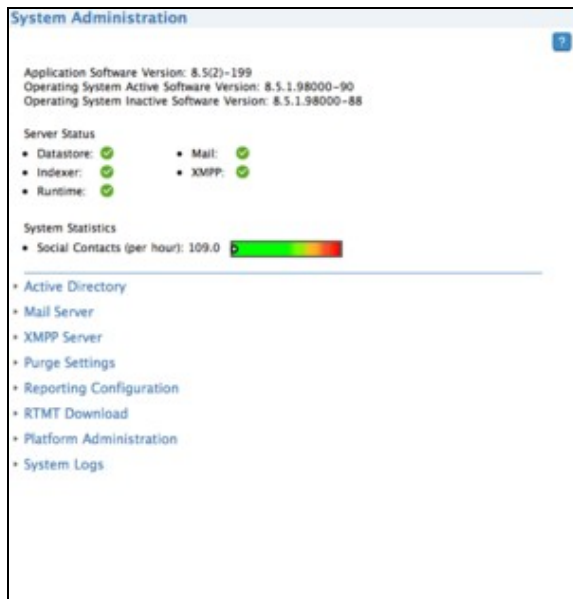 System Administration
?
Application Software Version: 8.5(2)-199
Operating System Active Software Version: 8.5.1.98000-90
Operating System Inactive Software Version: 8.5.1.98000-88
Server Status
• Datastore:
• Mail:
• Indexer:
• XMPP:
• Runtime:
System Statistics
• Social Contacts (per hour): 109.0
Active Directory
Mail Server
XMPP Server
Purge Settings
Reporting Configuration
RTMT Download
Platform Administration
System Logs